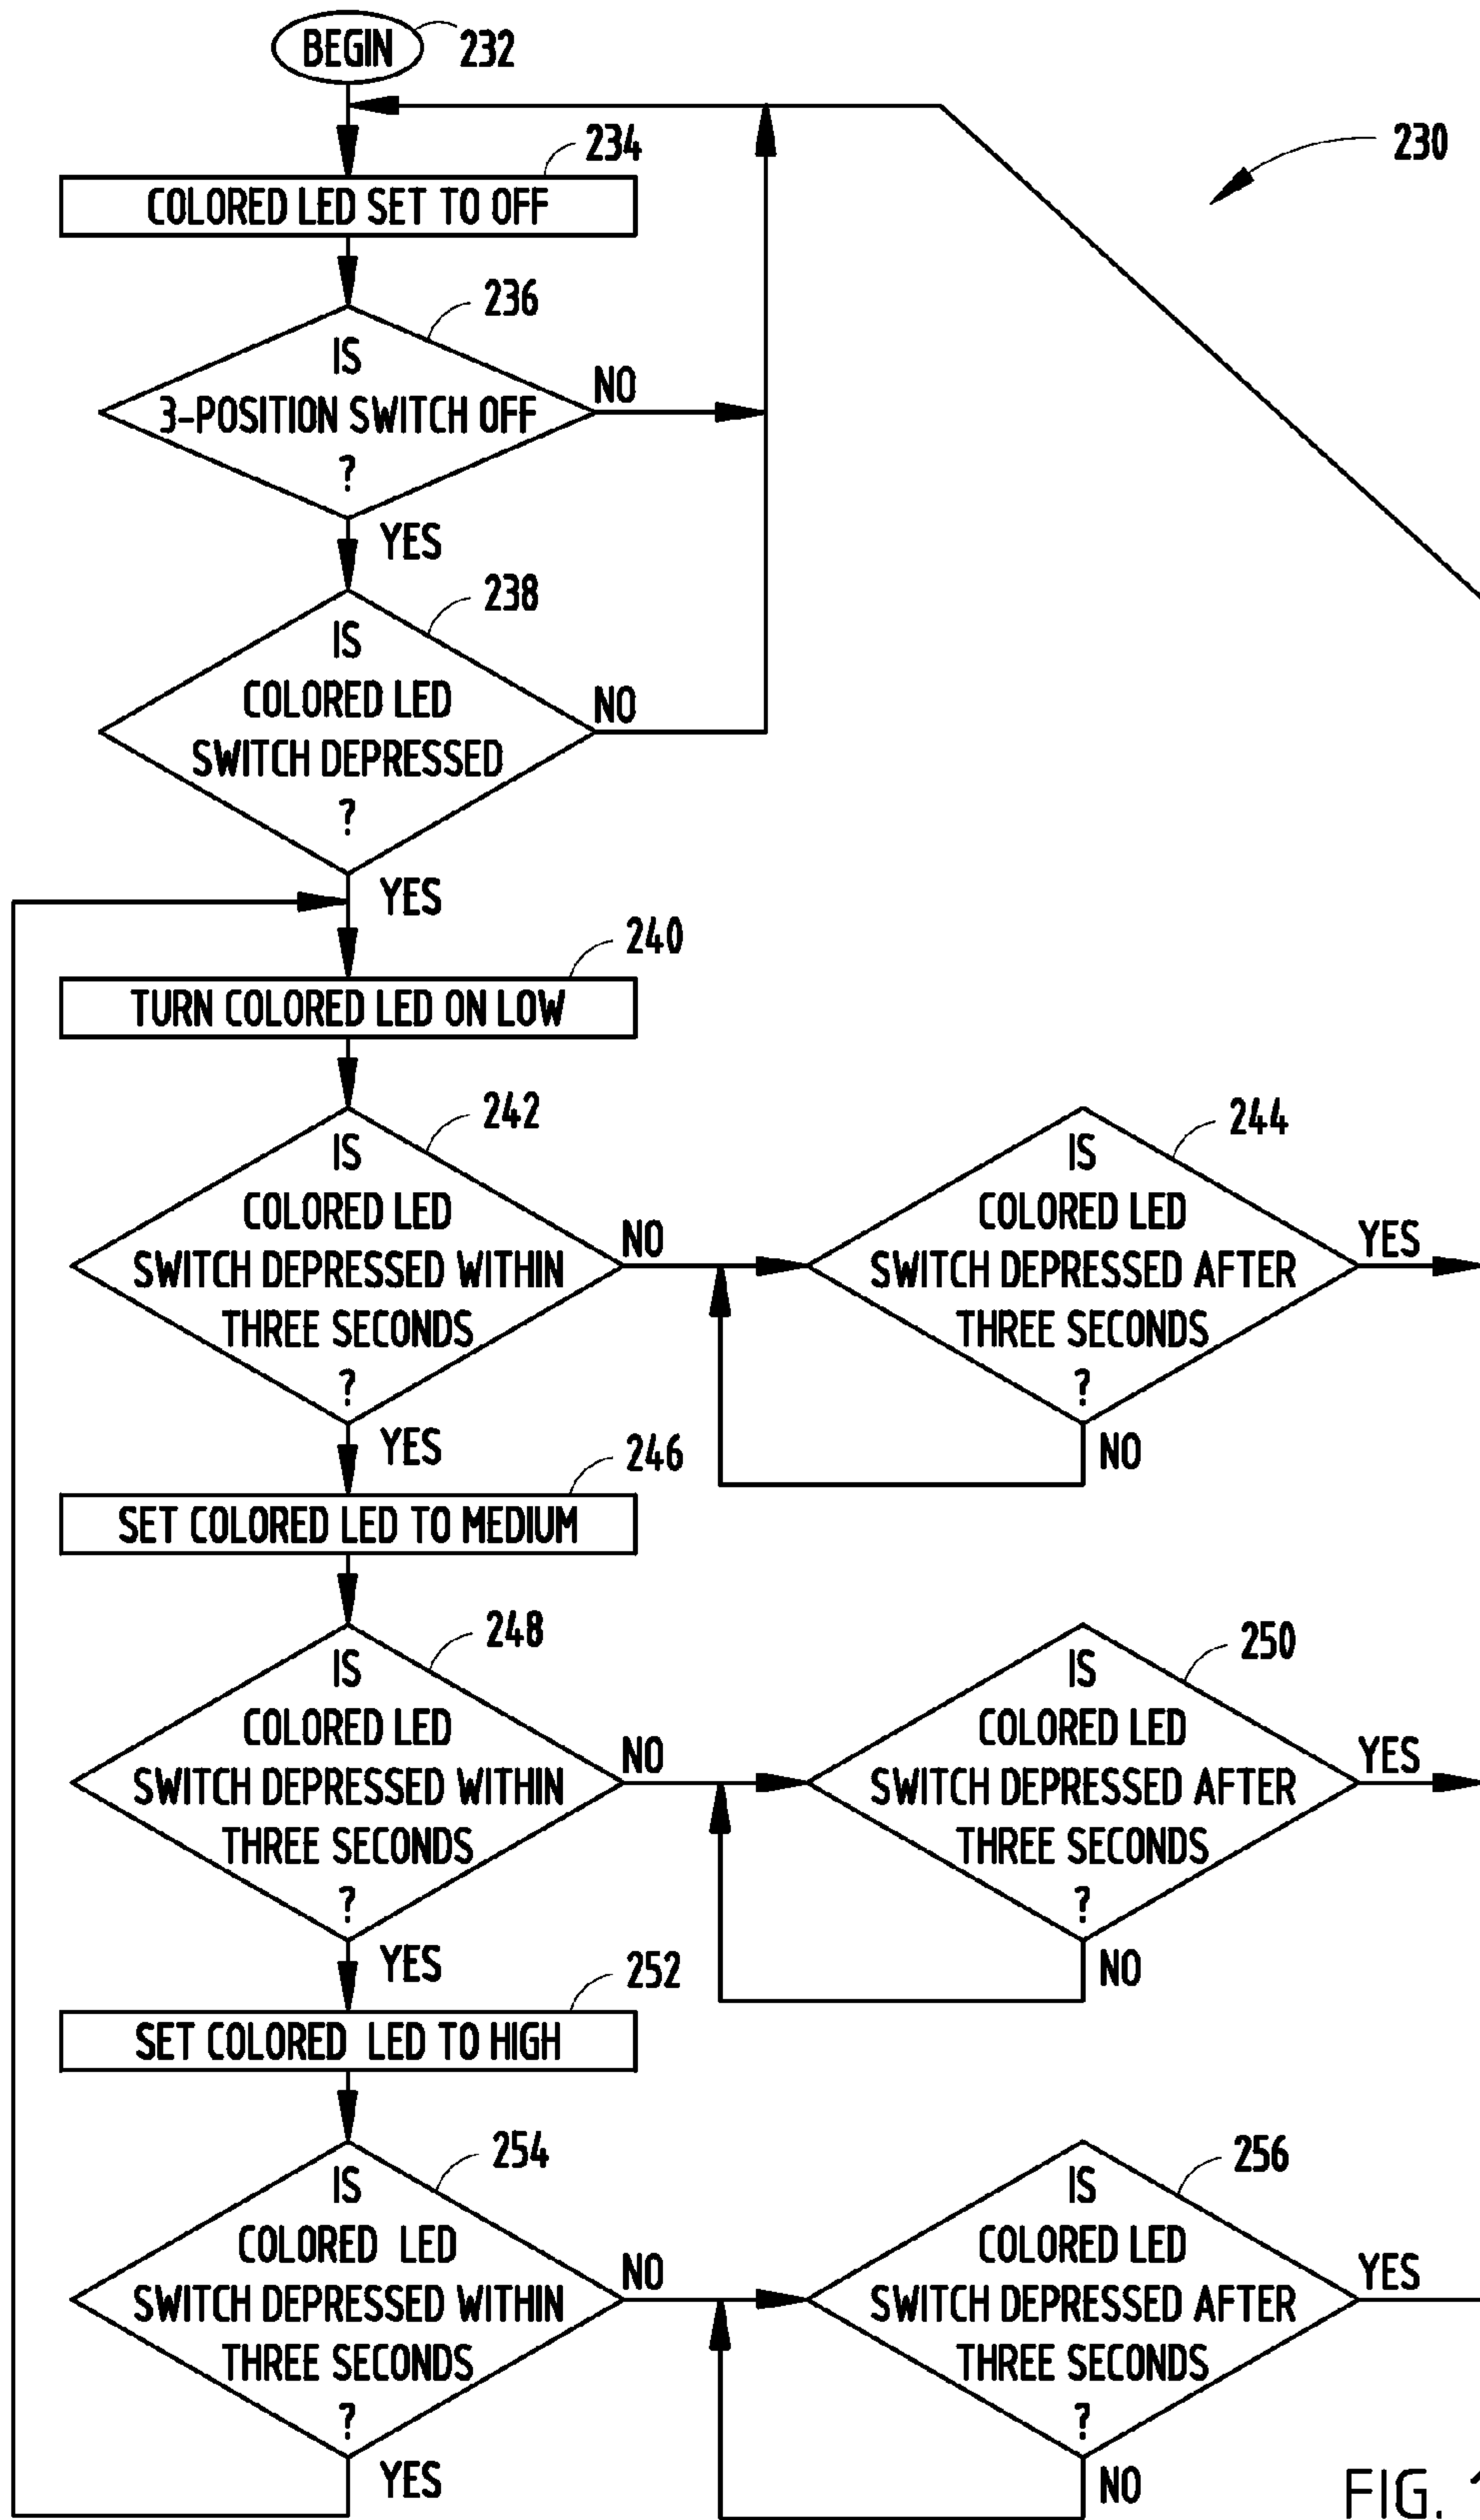 BEGIN
232
230
234
COLORED LED SET TO OFF
236
IS
3-POSITION SWITCH OFF
?
NO
YES
238
IS
COLORED LED
SWITCH DEPRESSED
?
NO
YES
240
TURN COLORED LED ON LOW
242
IS
COLORED LED
SWITCH DEPRESSED WITHIN
THREE SECONDS
?
NO
YES
244
IS
COLORED LED
SWITCH DEPRESSED AFTER
THREE SECONDS
?
YES
NO
246
SET COLORED LED TO MEDIUM
248
IS
COLORED LED
SWITCH DEPRESSED WITHIN
THREE SECONDS
?
NO
YES
250
IS
COLORED LED
SWITCH DEPRESSED AFTER
THREE SECONDS
?
YES
NO
252
SET COLORED LED TO HIGH
254
IS
COLORED LED
SWITCH DEPRESSED WITHIN
THREE SECONDS
?
NO
YES
256
IS
COLORED LED
SWITCH DEPRESSED AFTER
THREE SECONDS
?
YES
NO
FIG.